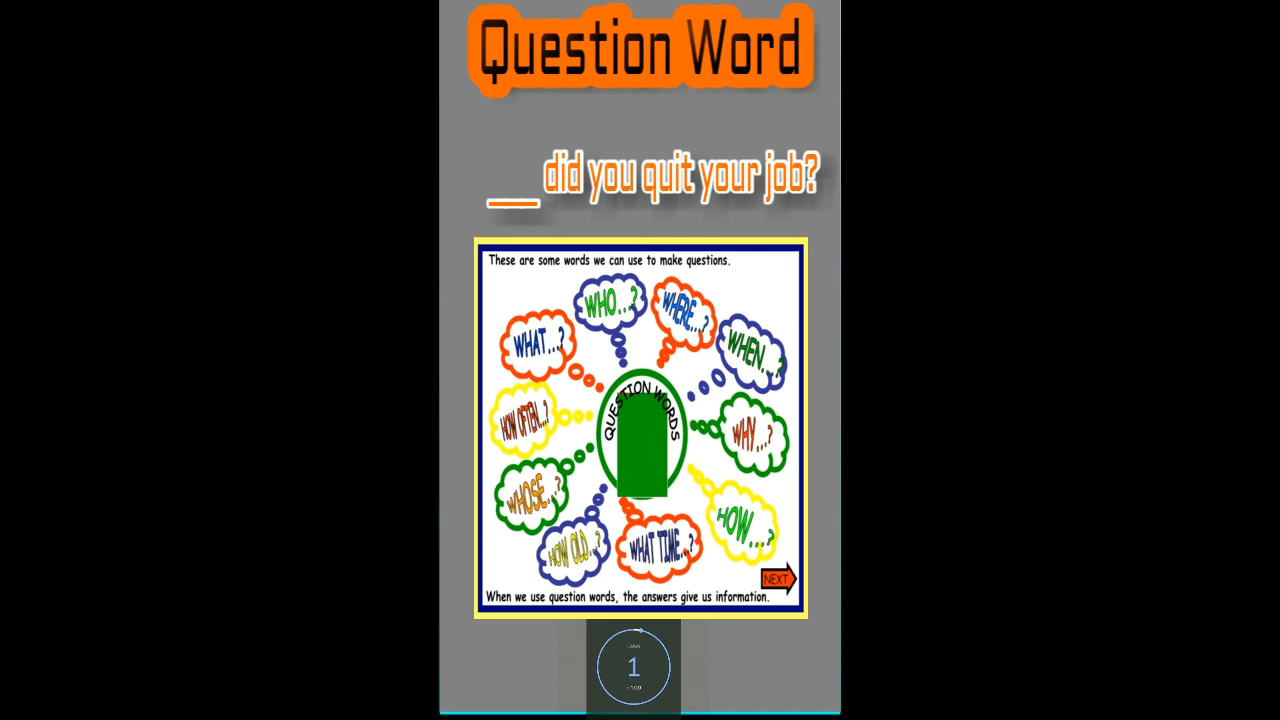 Question Word
___ did you quit your job?
These are some words we can use to make questions.
WHO...?
WHERE...?
WHAT...?
WHEN...?
QUESTION WORDS
HOW OFTEN...?
WHY...?
WHOSE...?
HOW...?
HOW OLD...?
WHAT TIME...?
NEXT
When we use question words, the answers give us information.
Label
1